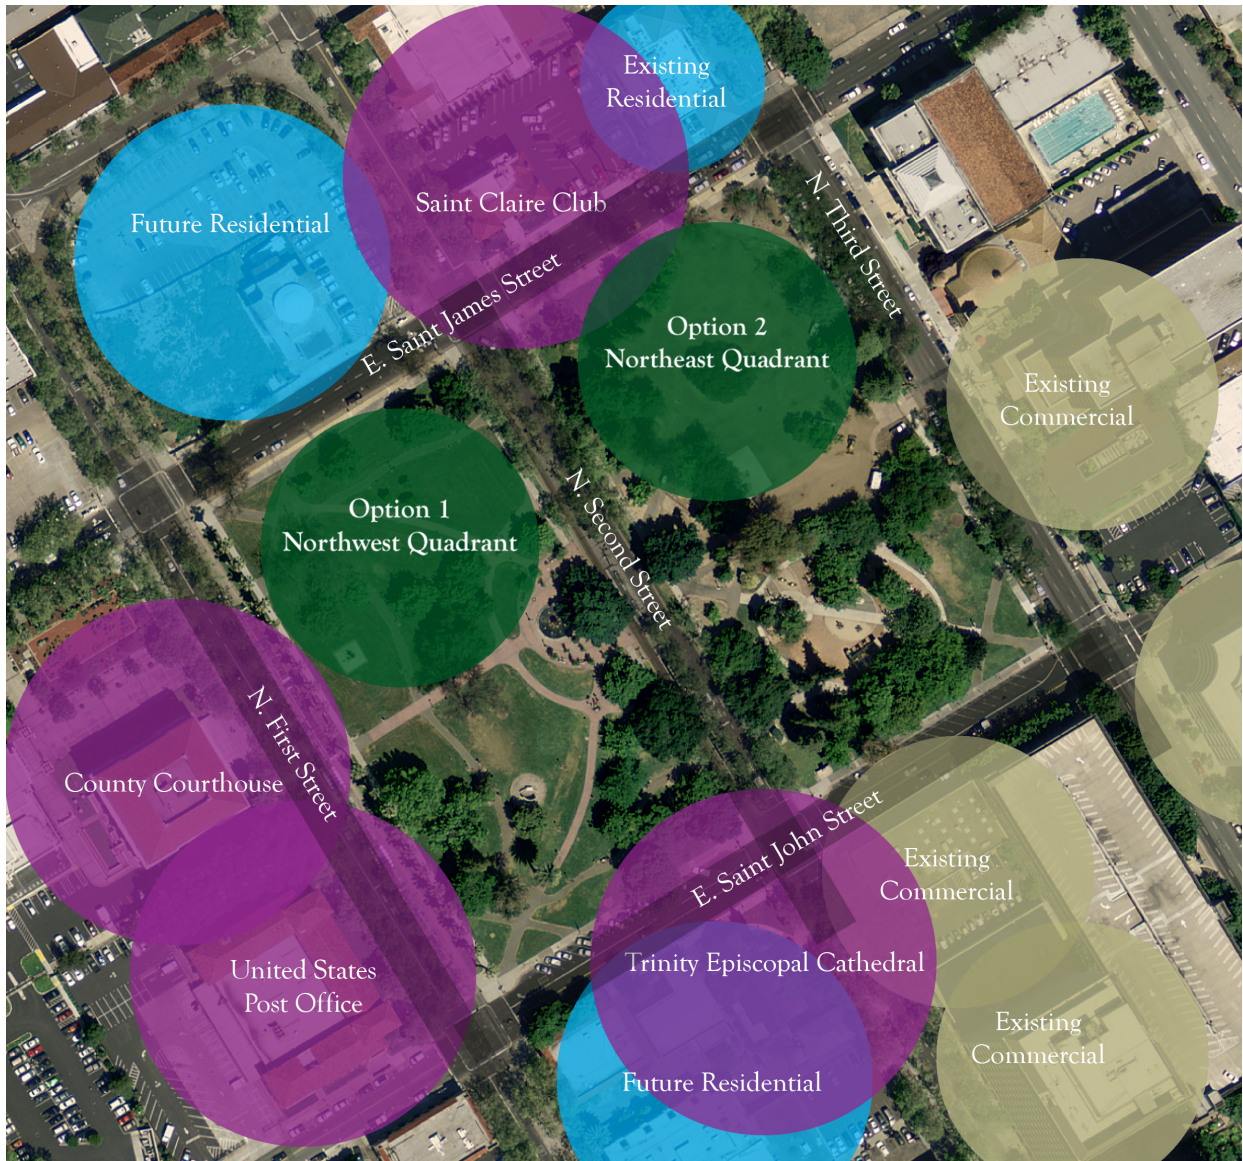 Existing
Residential
Saint Claire Club
Future Residential
N. Third Street
E. Saint James Street
Option 2
Northeast Quadrant
Existing
Commercial
Option 1
Northwest Quadrant
N. Second Street
N. First Street
County Courthouse
E. Saint John Street
Existing
Commercial
United States
Post Office
Trinity Episcopal Cathedral
Existing
Commercial
Future Residential